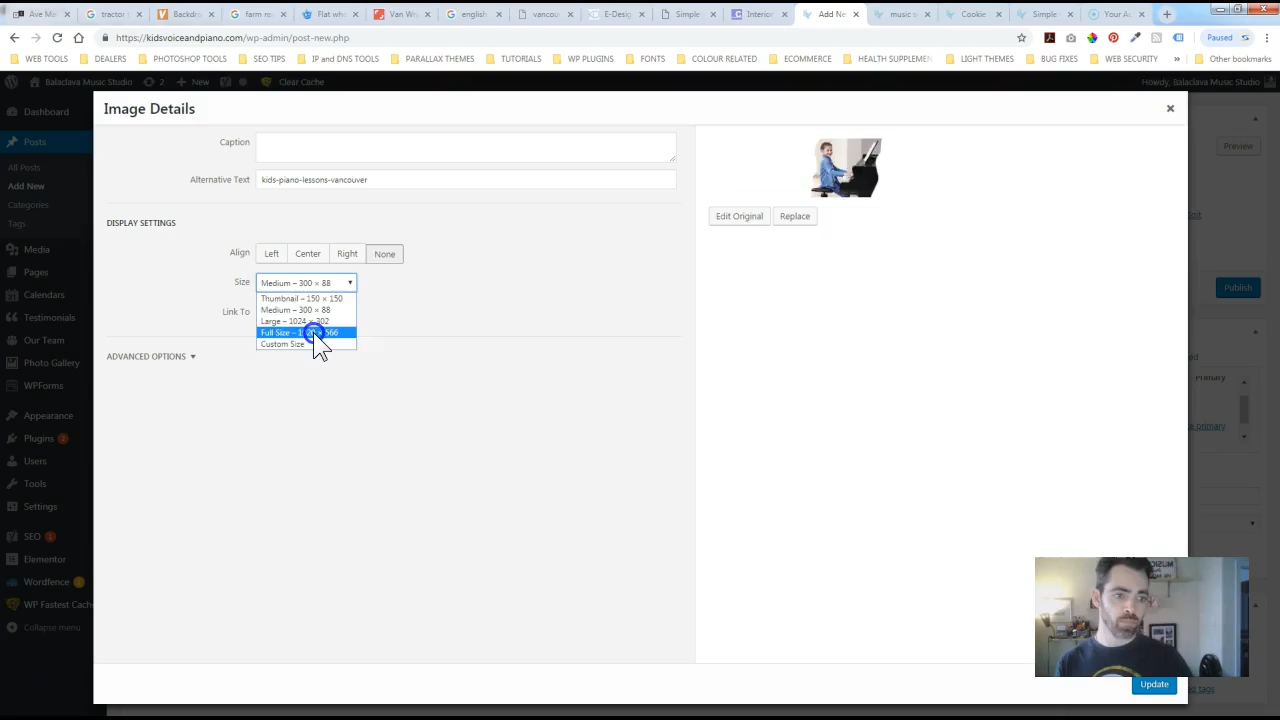 Ave M
tractor s
Backdro
farm re
Flat who
Van Wr
english
vancou
E-Desig
Simple
Interior
Add Ne
music s
Cookie
Simple
Your A
https://kidsvoiceandpiano.com/wp-admin/post-new.php
Paused
WEB TOOLS
DEALERS
PHOTOSHOP TOOLS
SEO TIPS
IP and DNS TOOLS
PARALLAX THEMES
TUTORIALS
WP PLUGINS
FONTS
COLOUR RELATED
ECOMMERCE
HEALTH SUPPLEMEN
LIGHT THEMES
BUG FIXES
WEB SECURITY
»
Other bookmarks
Balaclava Music Studio
2
+ New
Clear Cache
Howdy, Balaclava Music Studio
Dashboard
Posts
All Posts
Add New
Categories
Tags
Media
Pages
Calendars
Testimonials
Our Team
Photo Gallery
WPForms
Appearance
Plugins 2
Users
Tools
Settings
SEO 1
Elementor
Wordfence
WP Fastest Cach
Collapse menu
Image Details
Caption
Alternative Text
kids-piano-lessons-vancouver
DISPLAY SETTINGS
Align
Left
Center
Right
None
Size
Medium – 300 × 88
Thumbnail – 150 × 150
Medium – 300 × 88
Large – 1024 × 302
Full Size – 1920 × 566
Custom Size
Link To
ADVANCED OPTIONS
Edit Original
Replace
Update
Preview
Publish
Primary